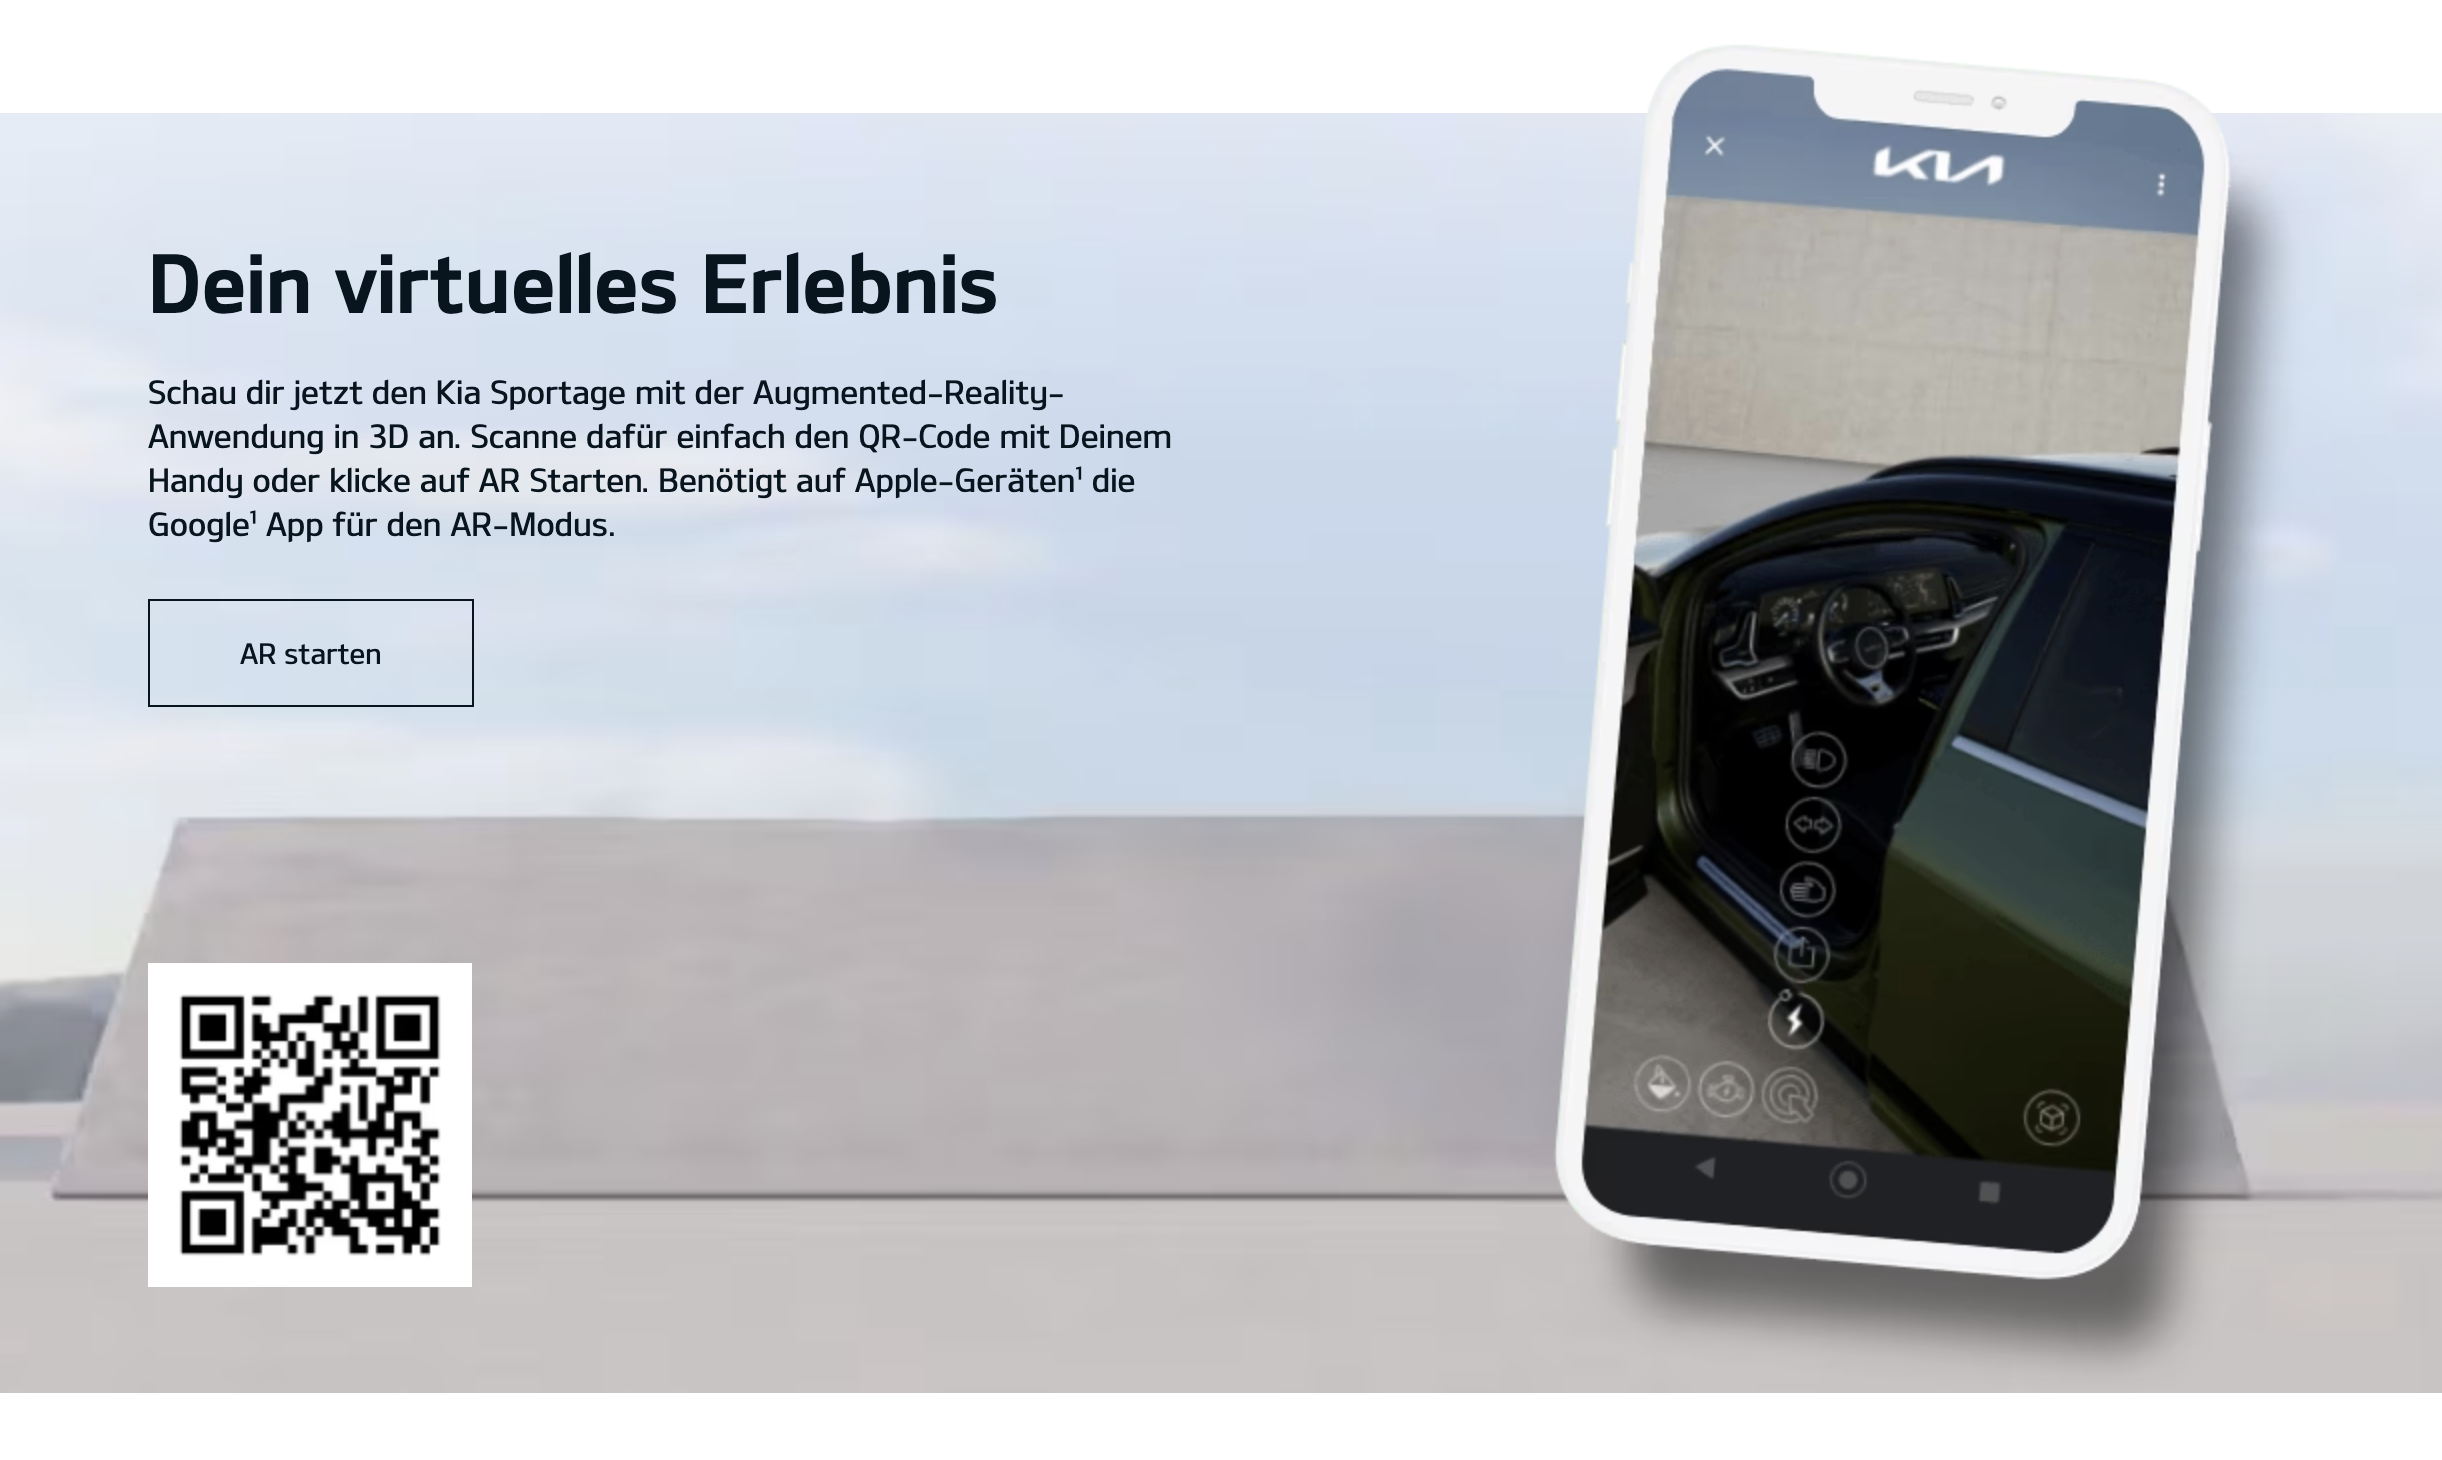 Dein virtuelles Erlebnis
Schau dir jetzt den Kia Sportage mit der Augmented-Reality-
Anwendung in 3D an. Scanne dafür einfach den QR-Code mit Deinem
Handy oder klicke auf AR Starten. Benötigt auf Apple-Geräten¹ die
Google¹ App für den AR-Modus.
AR starten
KIA